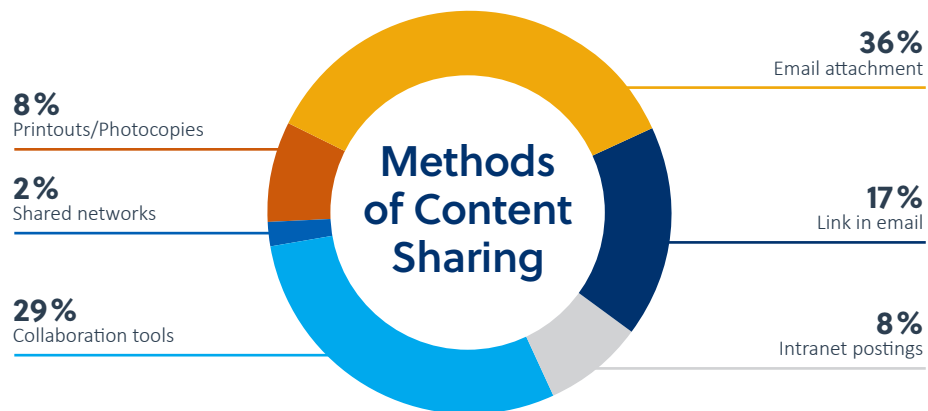 36%
Email attachment
8%
Printouts/Photocopies
Methods
of Content
Sharing
2%
Shared networks
17%
Link in email
29%
Collaboration tools
8%
Intranet postings